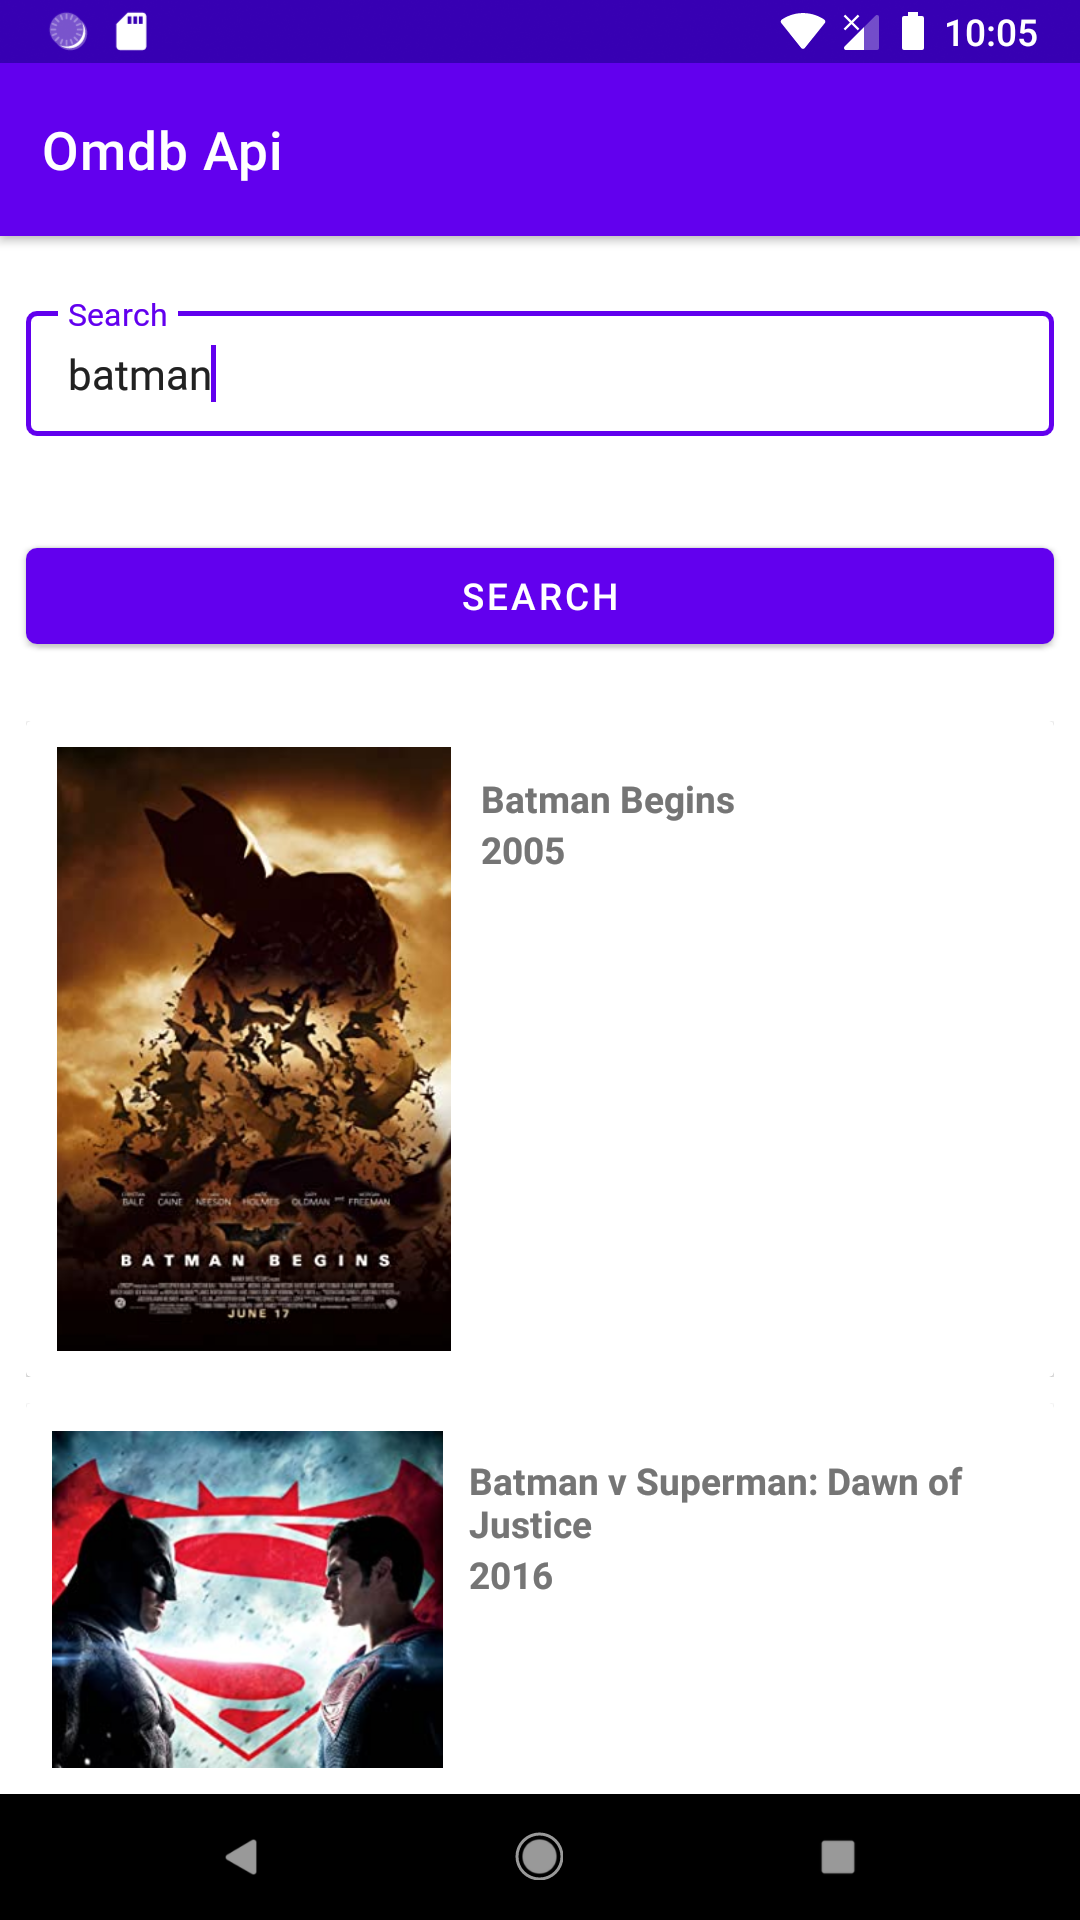 10:05
Omdb Api
Search
batman
SEARCH
Batman Begins
2005
BALE CAINE NEESON HOLMES OLDMAN AND FREEMAN
BATMAN BEGINS
JUNE 17
Batman v Superman: Dawn of
Justice
2016